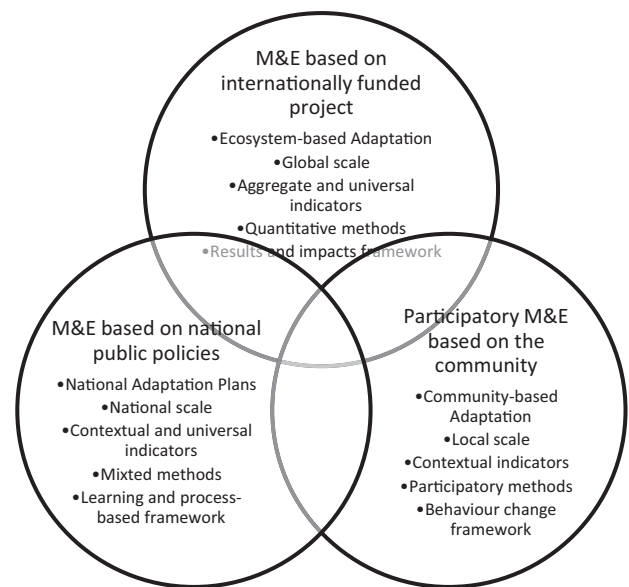 M&E based on
internationally funded
project
•Ecosystem-based Adaptation
•Global scale
•Aggregate and universal
indicators
•Quantitative methods
•Results and impacts framework
M&E based on national
public policies
•National Adaptation Plans
•National scale
•Contextual and universal
indicators
•Mixted methods
•Learning and process-
based framework
Participatory M&E
based on the
community
•Community-based
Adaptation
•Local scale
•Contextual indicators
•Participatory methods
•Behaviour change
framework